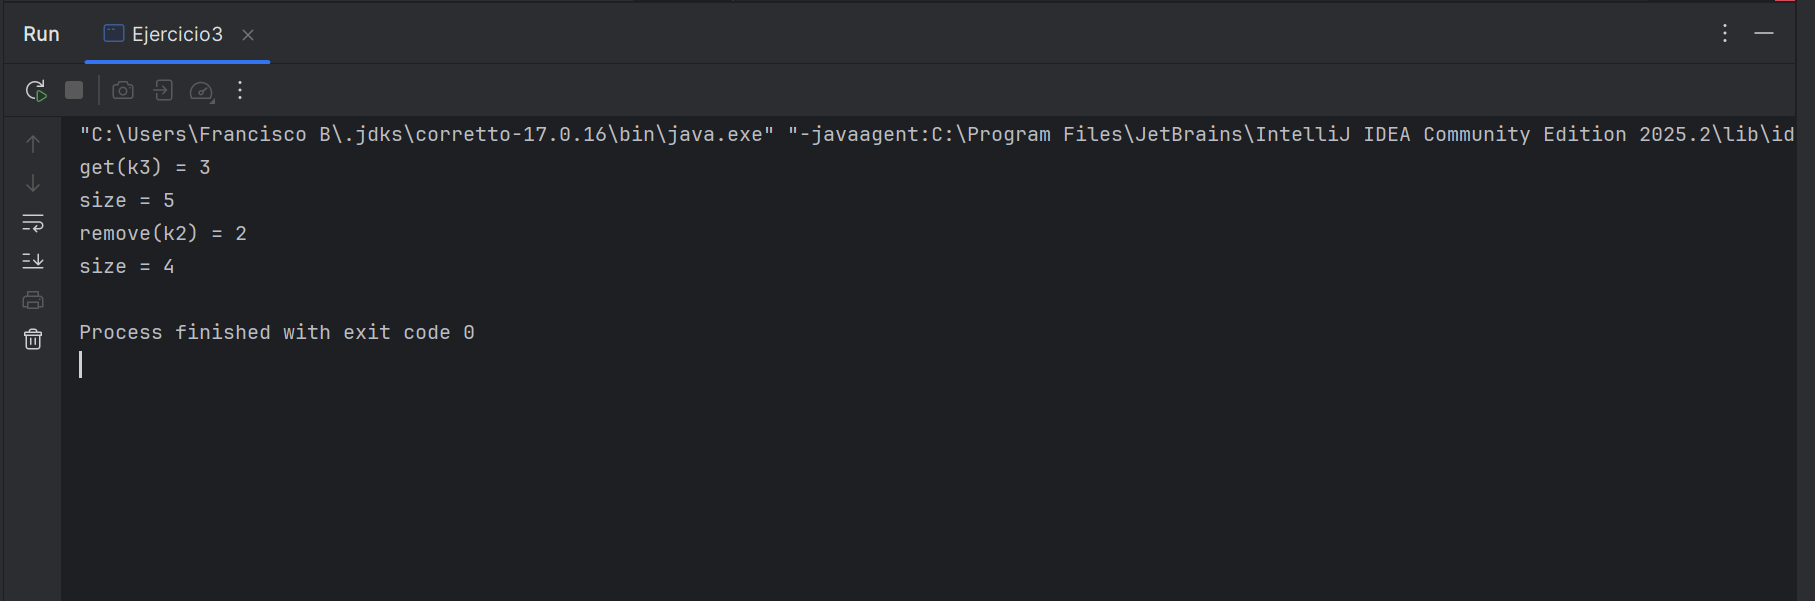 Run Ejercicio3
"C:\Users\Francisco B\.jdks\corretto-17.0.16\bin\java.exe" "-javaagent:C:\Program Files\JetBrains\IntelliJ IDEA Community Edition 2025.2\lib\id
get(k3) = 3
size = 5
remove(k2) = 2
size = 4
Process finished with exit code 0